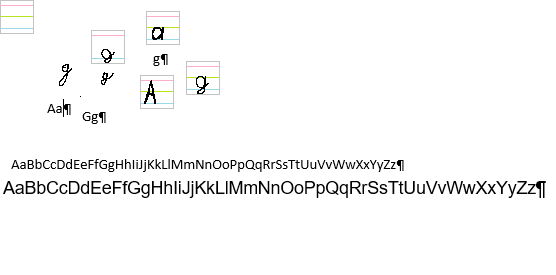 a
g
g¶
g
g
A
g
Aa¶
Gg¶
AaBbCcDdEeFfGgHhIiJjKkLlMmNnOoPpQqRrSsTtUuVvWwXxYyZz¶
AaBbCcDdEeFfGgHhIiJjKkLlMmNnOoPpQqRrSsTtUuVvWwXxYyZz¶